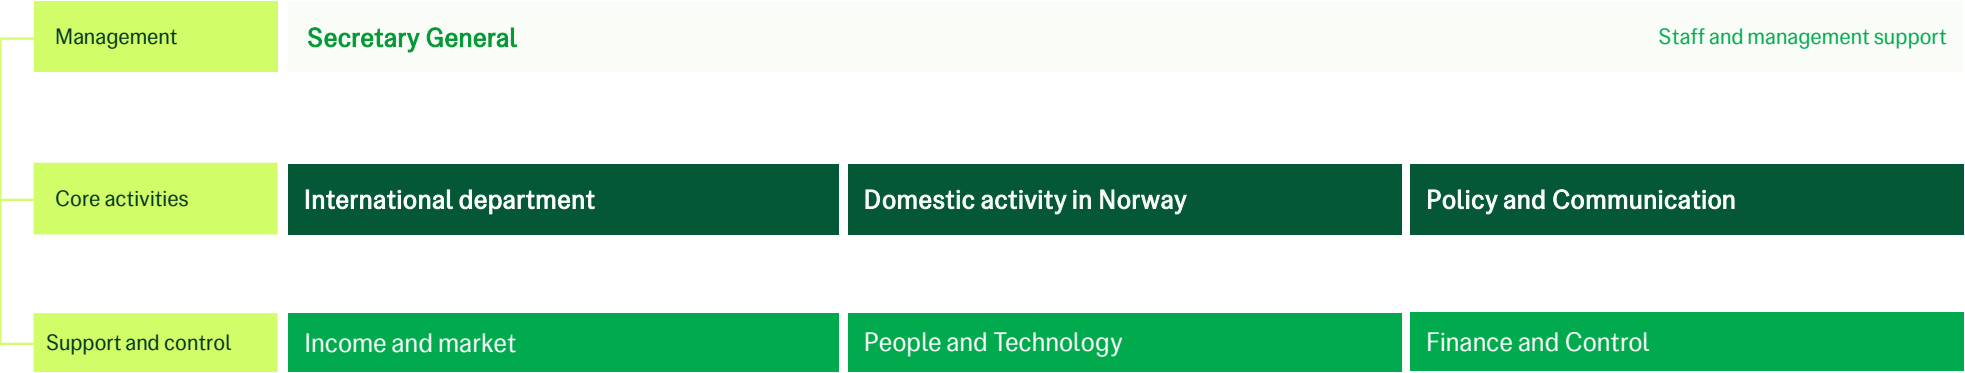 Management
Secretary General
Staff and management support
Core activities
International department
Domestic activity in Norway
Policy and Communication
Support and control
Income and market
People and Technology
Finance and Control